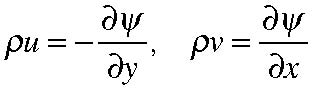 ρu = −∂ψ/∂y, ρv = ∂ψ/∂x